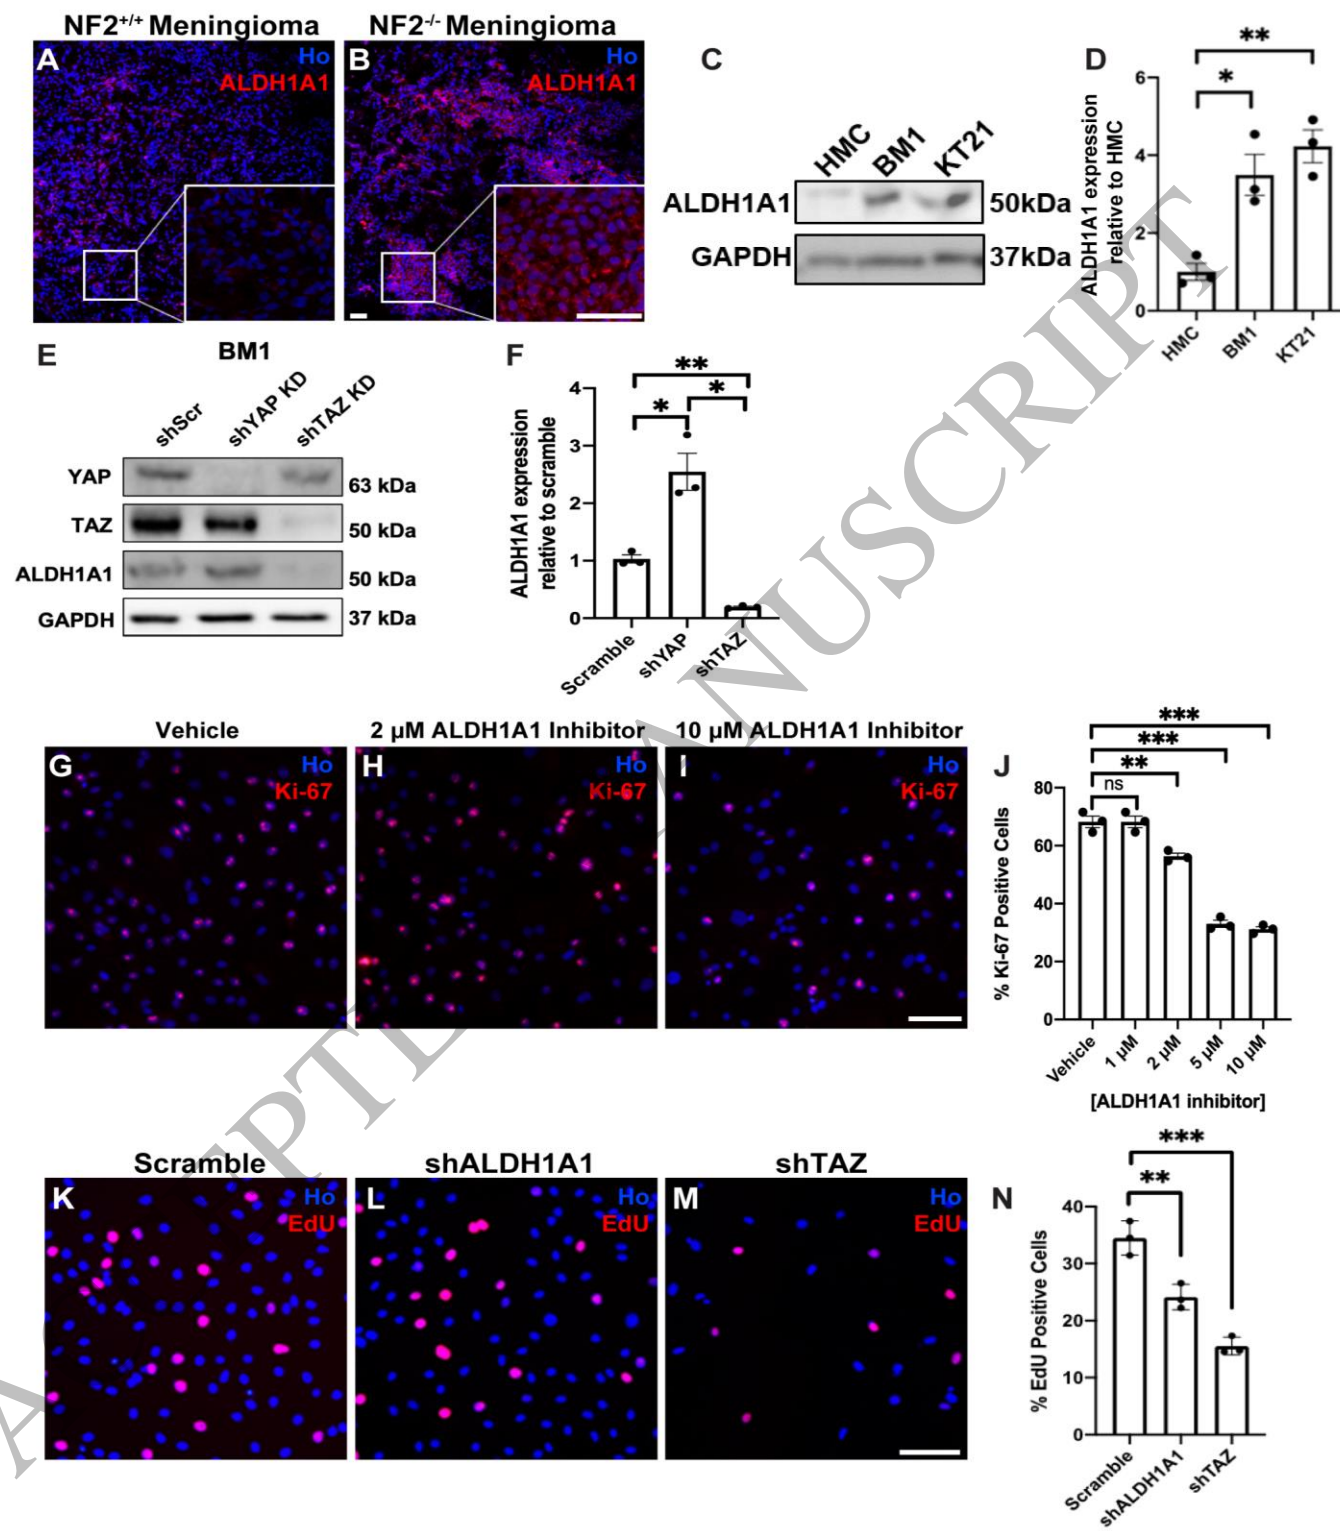 NF2+/+ Meningioma
NF2-/- Meningioma
A
Ho
ALDH1A1
B
Ho
ALDH1A1
C
HMC
BM1
KT21
ALDH1A1
50kDa
GAPDH
37kDa
D
**
*
ALDH1A1 expression
relative to HMC
6
4
2
0
HMC
BM1
KT21
E
BM1
shScr
shYAP KD
shTAZ KD
YAP
63 kDa
TAZ
50 kDa
ALDH1A1
50 kDa
GAPDH
37 kDa
F
**
*
*
ALDH1A1 expression
relative to scramble
4
3
2
1
0
Scramble
shYAP
shTAZ
Vehicle
2 µM ALDH1A1 Inhibitor
10 µM ALDH1A1 Inhibitor
G
Ho
Ki-67
H
Ho
Ki-67
I
Ho
Ki-67
J
***
***
**
ns
% Ki-67 Positive Cells
80
60
40
20
0
Vehicle
1 µM
2 µM
5 µM
10 µM
[ALDH1A1 inhibitor]
Scramble
shALDH1A1
shTAZ
K
Ho
EdU
L
Ho
EdU
M
Ho
EdU
N
***
**
% EdU Positive Cells
40
30
20
10
0
Scramble
shALDH1A1
shTAZ